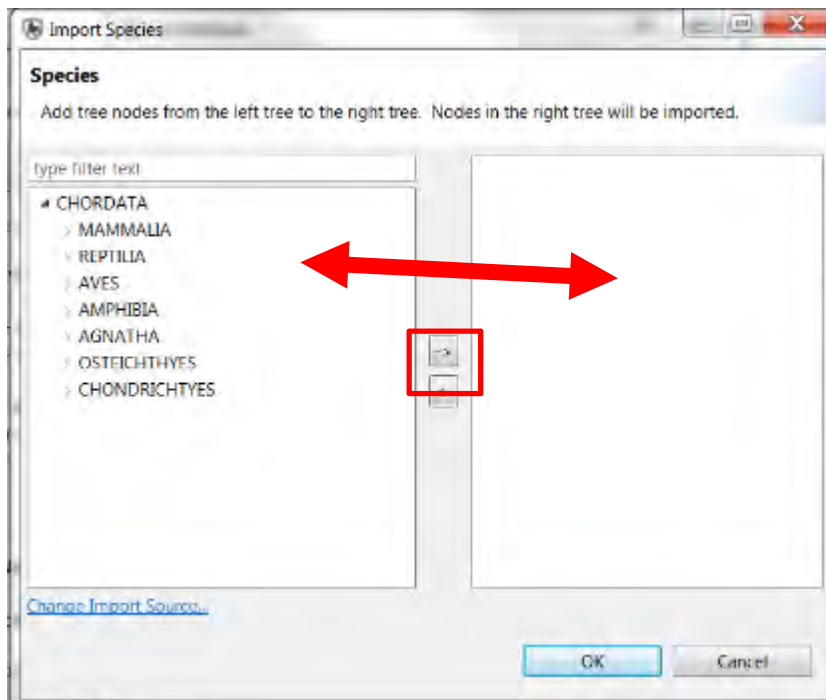 Import Species
Species
Add tree nodes from the left tree to the right tree. Nodes in the right tree will be imported.
type filter text
CHORDATA
MAMMALIA
REPTILIA
AVES
AMPHIBIA
AGNATHA
OSTEICHTHYES
CHONDRICHTYES
->
Change Import Source...
OK
Cancel